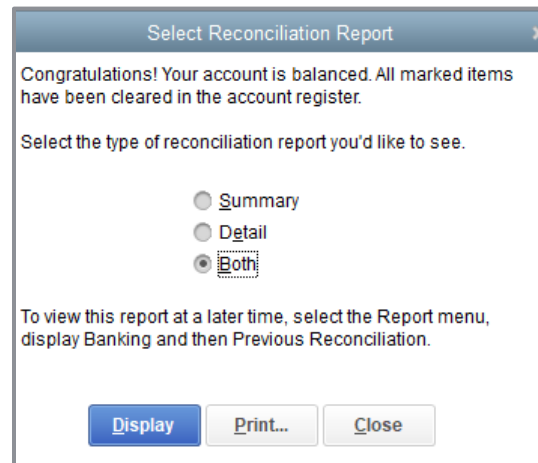 Select Reconciliation Report
Congratulations! Your account is balanced. All marked items
have been cleared in the account register.
Select the type of reconciliation report you'd like to see.
Summary
Detail
Both
To view this report at a later time, select the Report menu,
display Banking and then Previous Reconciliation.
Display Print... Close